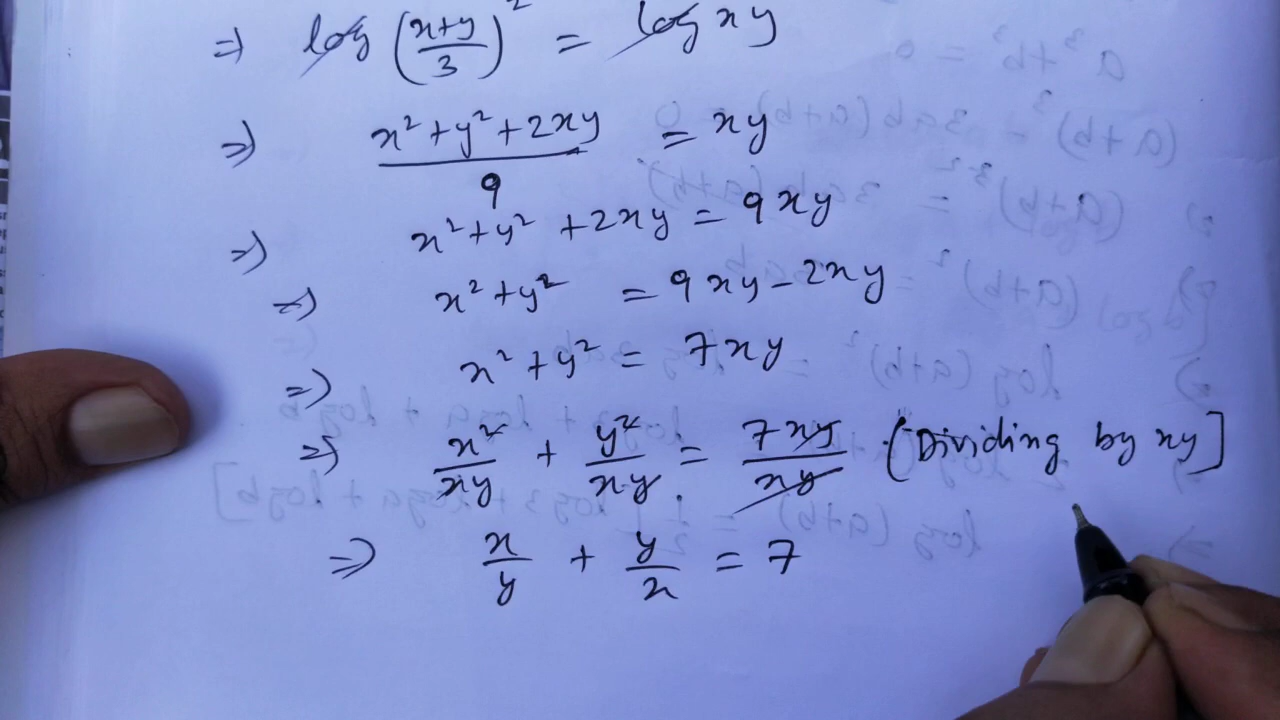 ⇒ log (x+y/3)² = log xy
⇒ x² + y² + 2xy / 9 = xy
⇒ x² + y² + 2xy = 9xy
⇒ x² + y² = 9xy - 2xy
⇒ x² + y² = 7xy
⇒ x²/xy + y²/xy = 7xy/xy (Dividing by xy]
⇒ x/y + y/x = 7